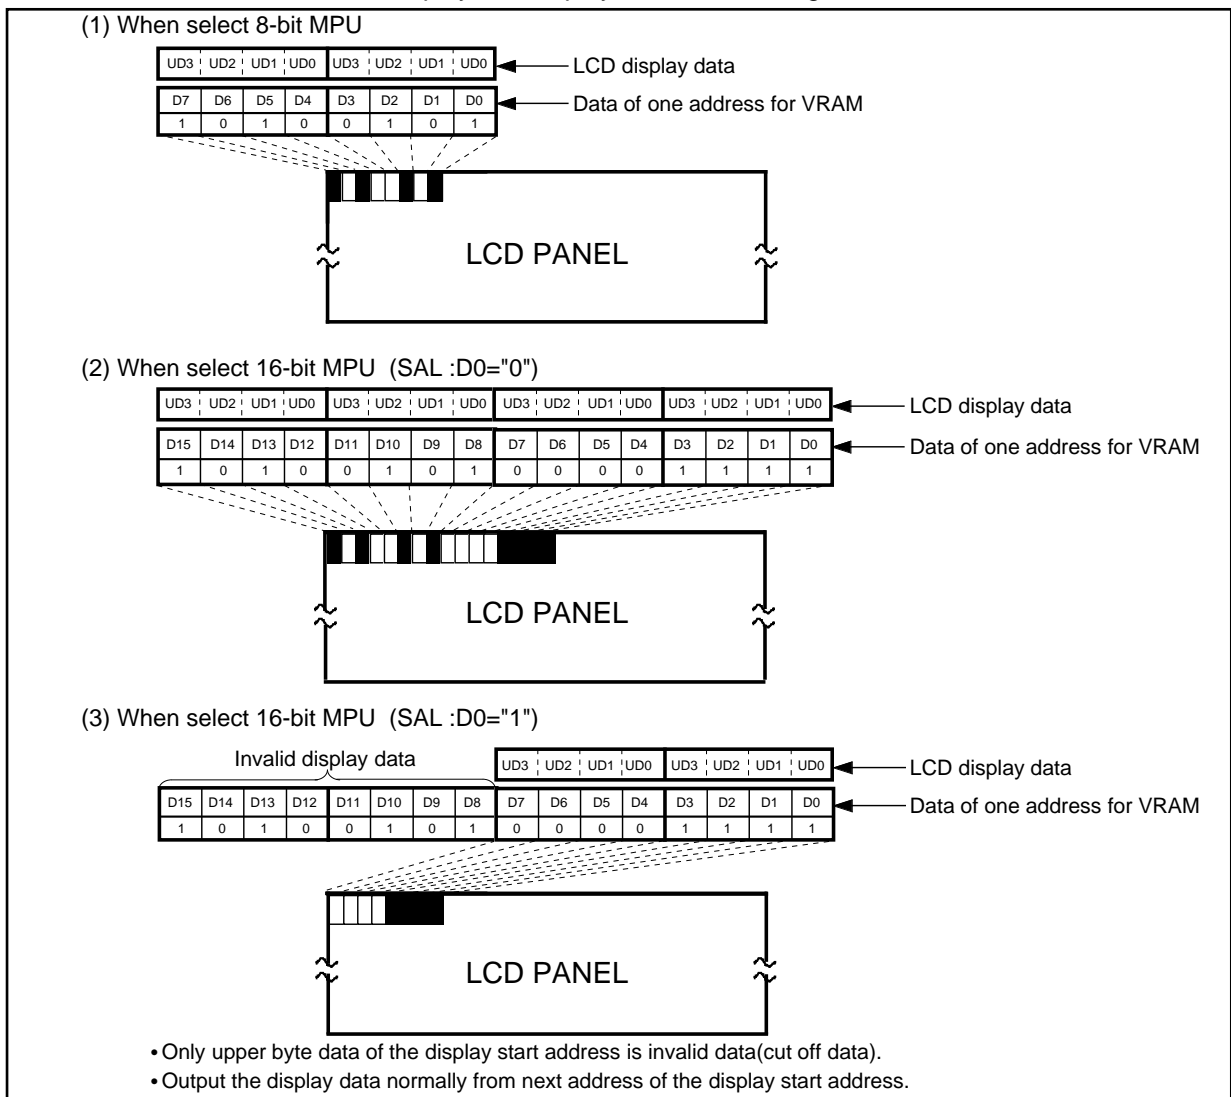 (1) When select 8-bit MPU
UD3 UD2 UD1 UD0 UD3 UD2 UD1 UD0 LCD display data
D7 D6 D5 D4 D3 D2 D1 D0 Data of one address for VRAM
1 0 1 0 0 1 0 1
LCD PANEL
(2) When select 16-bit MPU (SAL :D0="0")
UD3 UD2 UD1 UD0 UD3 UD2 UD1 UD0 UD3 UD2 UD1 UD0 UD3 UD2 UD1 UD0 LCD display data
D15 D14 D13 D12 D11 D10 D9 D8 D7 D6 D5 D4 D3 D2 D1 D0 Data of one address for VRAM
1 0 1 0 0 1 0 1 0 0 0 0 1 1 1 1
LCD PANEL
(3) When select 16-bit MPU (SAL :D0="1")
Invalid display data
UD3 UD2 UD1 UD0 UD3 UD2 UD1 UD0 LCD display data
D15 D14 D13 D12 D11 D10 D9 D8 D7 D6 D5 D4 D3 D2 D1 D0 Data of one address for VRAM
1 0 1 0 0 1 0 1 0 0 0 0 1 1 1 1
LCD PANEL
• Only upper byte data of the display start address is invalid data(cut off data).
• Output the display data normally from next address of the display start address.